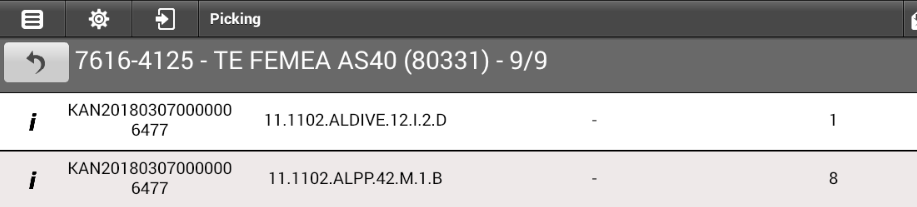 Picking
7616-4125 - TE FEMEA AS40 (80331) - 9/9
i KAN20180307000000 6477 11.1102.ALDIVE.12.I.2.D - 1
i KAN20180307000000 6477 11.1102.ALPP.42.M.1.B - 8